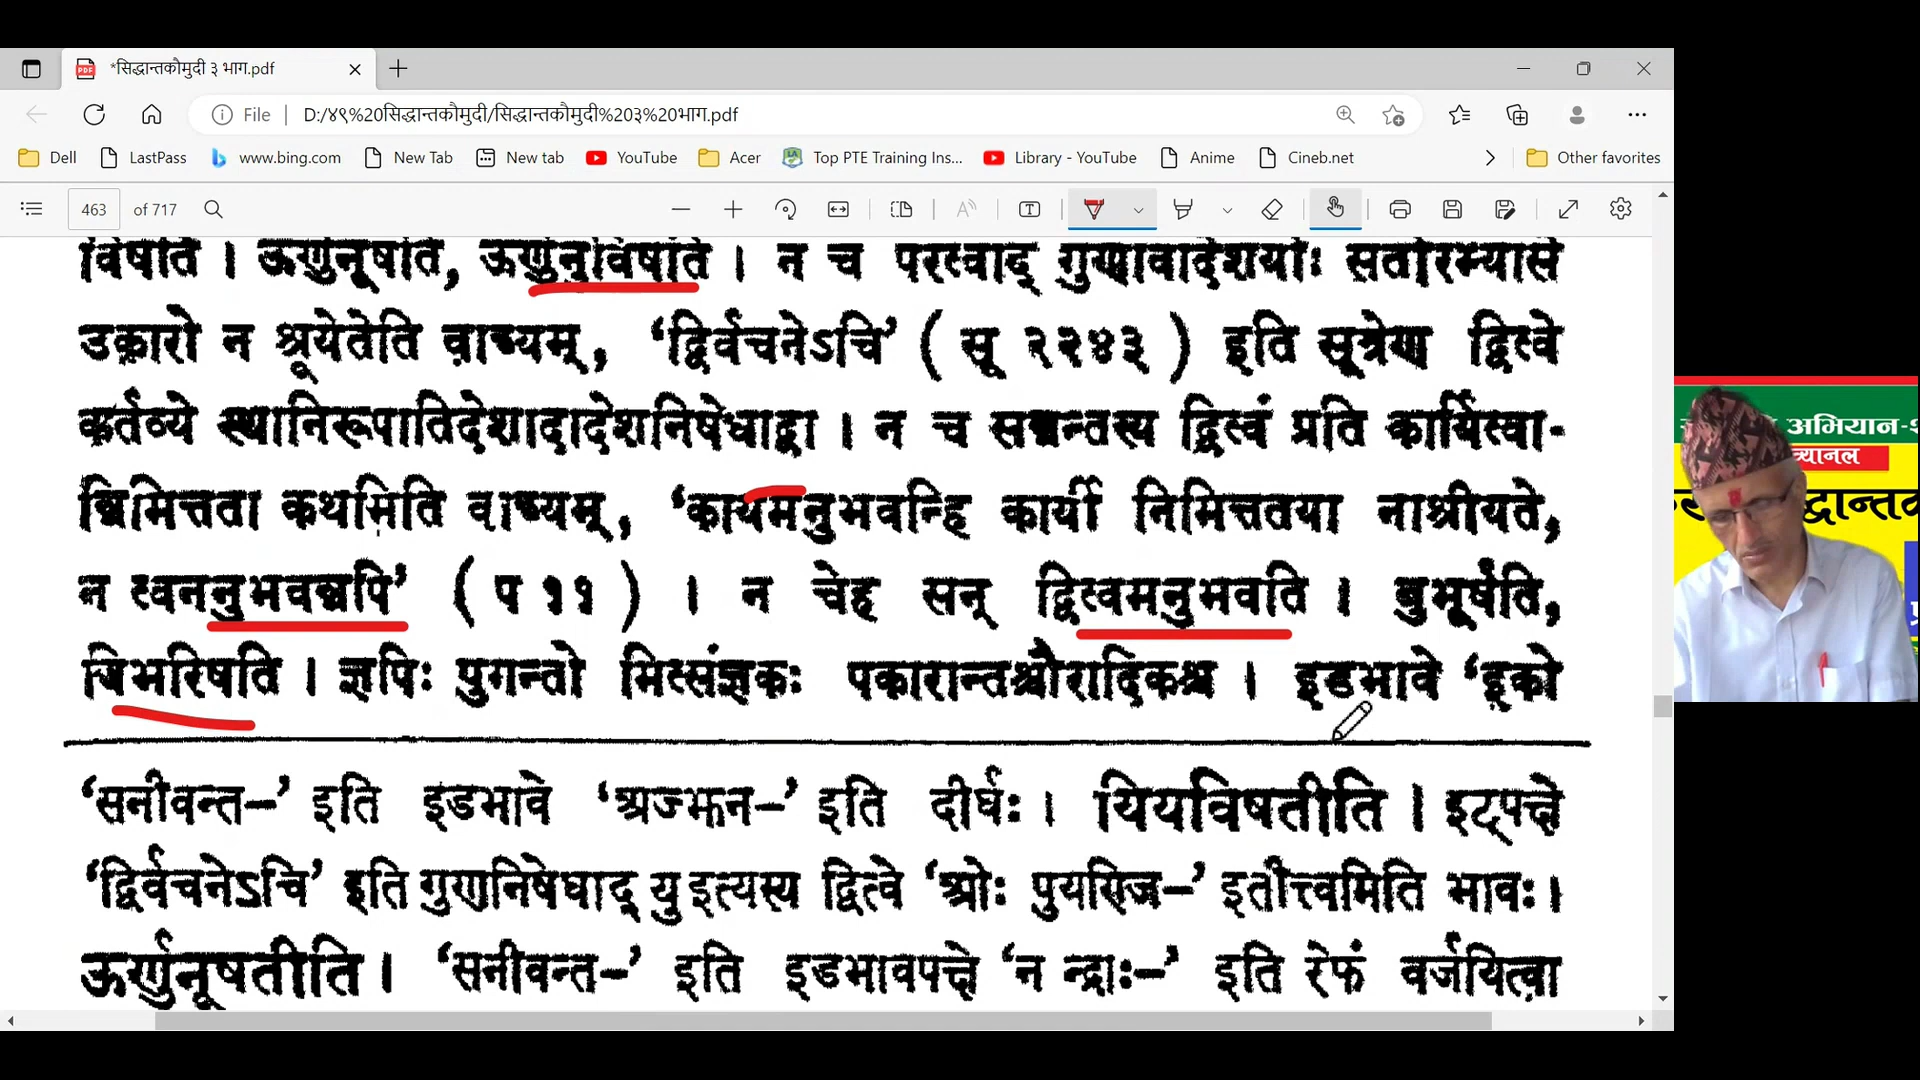 *सिद्धान्तकौमुदी ३ भाग.pdf
File
D:/४९%20सिद्धान्तकौमुदी/सिद्धान्तकौमुदी%20३%20भाग.pdf
Dell LastPass www.bing.com New Tab New tab YouTube Acer Top PTE Training Ins... Library - YouTube Anime Cineb.net Other favorites
463 of 717
विषति । ऊर्णुनूषति, ऊर्णुनुविषति । न च परत्वाद् गुणावादेशयोः सतोरभ्यासे
उकारो न श्रूयेतेति वाच्यम्, ‘द्विर्वचनेऽचि’ ( सू २२४३ ) इति सूत्रेण द्वित्वे
कर्तव्ये स्थानिरूपातिदेशादादेशनिषेधाद्वा । न च सन्नन्तस्य द्वित्वं प्रति कार्यित्वा-
न्निमित्तता कथमिति वाच्यम्, ‘कार्यमनुभवन्हि कार्यी निमित्ततया नाश्रीयते,
न त्वननुभवन्नपि’ ( प ११ ) । न चेह सन् द्वित्वमनुभवति । बुभूर्षति,
बिभरिषति । ज्ञपिः पुगन्तो मित्संज्ञकः पकारान्तश्चौरादिकश्च । इडभावे ‘इको
‘सनीवन्त—’ इति इडभावे ‘अज्झन—’ इति दीर्घः । यियविषतीति । इट्पक्षे
‘द्विर्वचनेऽचि’ इति गुणनिषेधाद् यु इत्यस्य द्वित्वे ‘ओः पुयण्जि—’ इतीत्त्वमिति भावः ।
ऊर्णुनूषतीति । ‘सनीवन्त—’ इति इडभावपक्षे ‘न न्द्राः—’ इति रेफं वर्जयित्वा
अभियान-
च्यानल